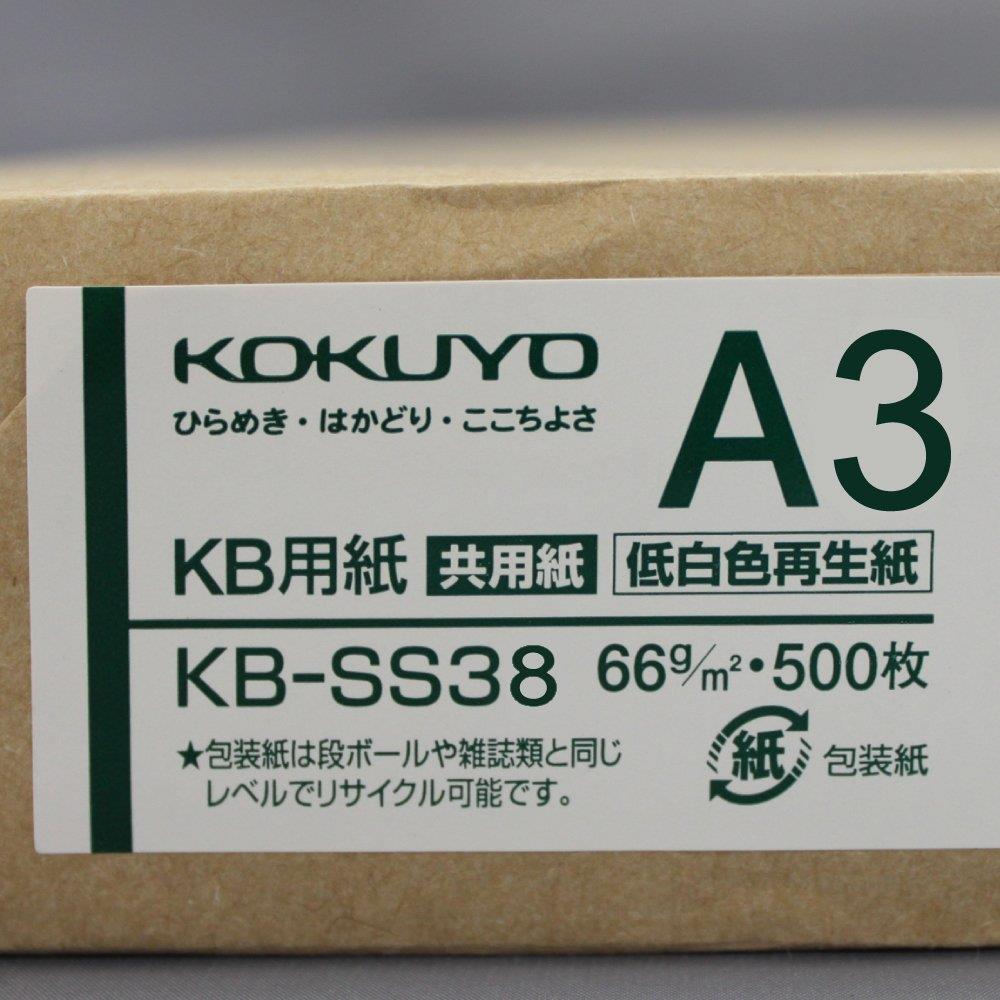 KOKUYO
ひらめき・はかどり・ここちよさ
A3
KB用紙 共用紙 低白色再生紙
KB-SS38 66g/m²・500枚
★包装紙は段ボールや雑誌類と同じ
レベルでリサイクル可能です。
紙 包装紙